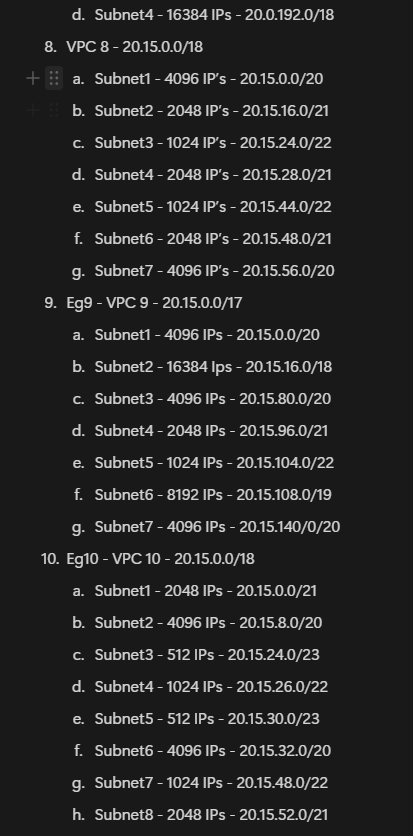 d. Subnet4 - 16384 IPs - 20.0.192.0/18
8. VPC 8 - 20.15.0.0/18
a. Subnet1 - 4096 IP's - 20.15.0.0/20
b. Subnet2 - 2048 IP's - 20.15.16.0/21
c. Subnet3 - 1024 IP's - 20.15.24.0/22
d. Subnet4 - 2048 IP's - 20.15.28.0/21
e. Subnet5 - 1024 IP's - 20.15.44.0/22
f. Subnet6 - 2048 IP's - 20.15.48.0/21
g. Subnet7 - 4096 IP's - 20.15.56.0/20
9. Eg9 - VPC 9 - 20.15.0.0/17
a. Subnet1 - 4096 IPs - 20.15.0.0/20
b. Subnet2 - 16384 Ips - 20.15.16.0/18
c. Subnet3 - 4096 IPs - 20.15.80.0/20
d. Subnet4 - 2048 IPs - 20.15.96.0/21
e. Subnet5 - 1024 IPs - 20.15.104.0/22
f. Subnet6 - 8192 IPs - 20.15.108.0/19
g. Subnet7 - 4096 IPs - 20.15.140/0/20
10. Eg10 - VPC 10 - 20.15.0.0/18
a. Subnet1 - 2048 IPs - 20.15.0.0/21
b. Subnet2 - 4096 IPs - 20.15.8.0/20
c. Subnet3 - 512 IPs - 20.15.24.0/23
d. Subnet4 - 1024 IPs - 20.15.26.0/22
e. Subnet5 - 512 IPs - 20.15.30.0/23
f. Subnet6 - 4096 IPs - 20.15.32.0/20
g. Subnet7 - 1024 IPs - 20.15.48.0/22
h. Subnet8 - 2048 IPs - 20.15.52.0/21